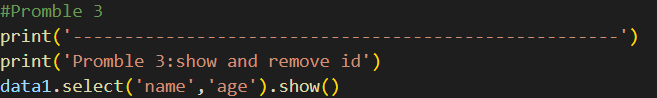 #Promble 3
print('-----------------------------------------------------')
print('Promble 3:show and remove id')
data1.select('name','age').show()